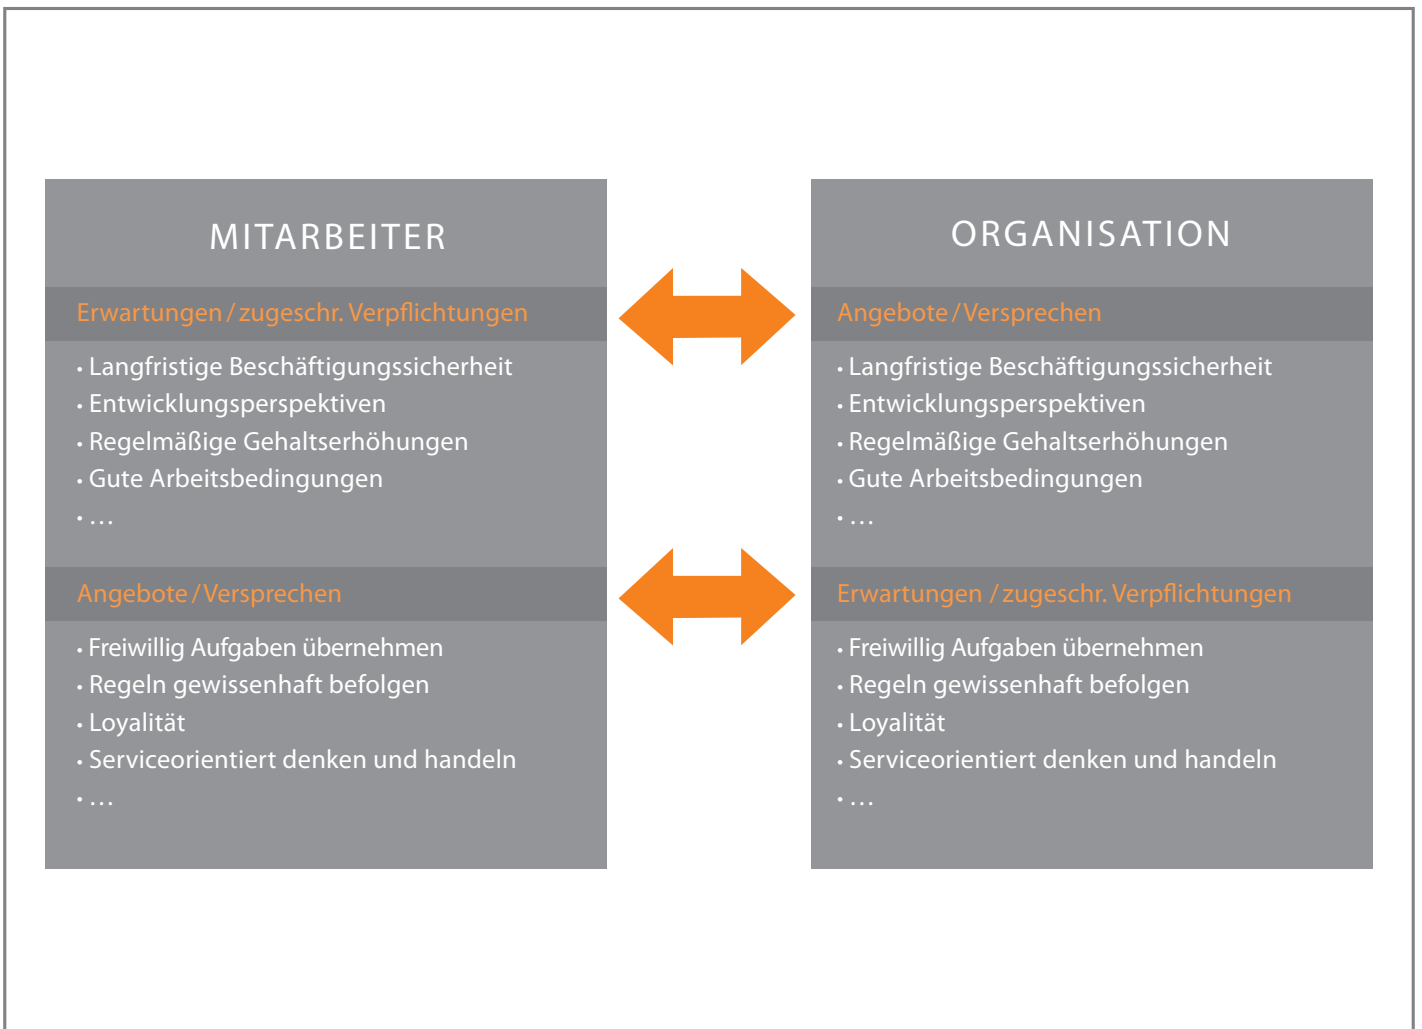 MITARBEITER
Erwartungen / zugeschr. Verpflichtungen
• Langfristige Beschäftigungssicherheit
• Entwicklungsperspektiven
• Regelmäßige Gehaltserhöhungen
• Gute Arbeitsbedingungen
• …
Angebote / Versprechen
• Freiwillig Aufgaben übernehmen
• Regeln gewissenhaft befolgen
• Loyalität
• Serviceorientiert denken und handeln
• …
ORGANISATION
Angebote / Versprechen
• Langfristige Beschäftigungssicherheit
• Entwicklungsperspektiven
• Regelmäßige Gehaltserhöhungen
• Gute Arbeitsbedingungen
• …
Erwartungen / zugeschr. Verpflichtungen
• Freiwillig Aufgaben übernehmen
• Regeln gewissenhaft befolgen
• Loyalität
• Serviceorientiert denken und handeln
• …